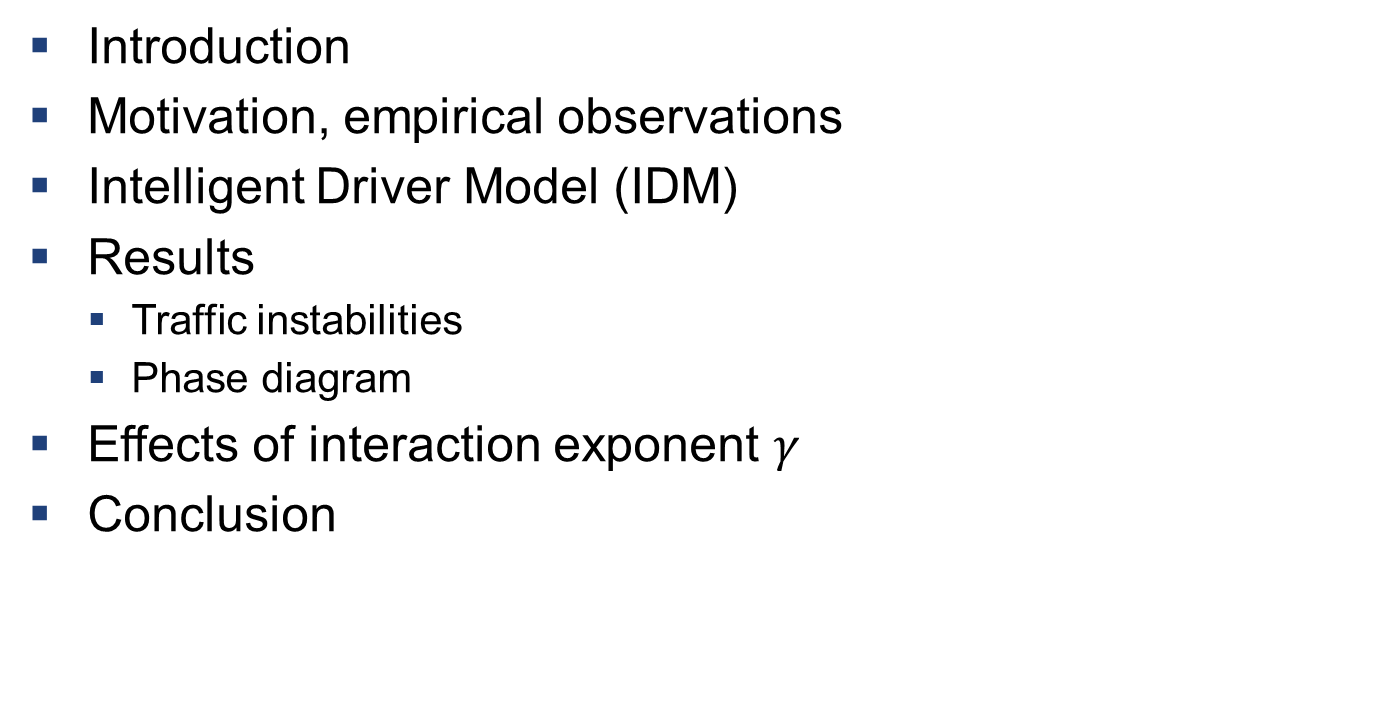 Introduction
Motivation, empirical observations
Intelligent Driver Model (IDM)
Results
Traffic instabilities
Phase diagram
Effects of interaction exponent γ
Conclusion